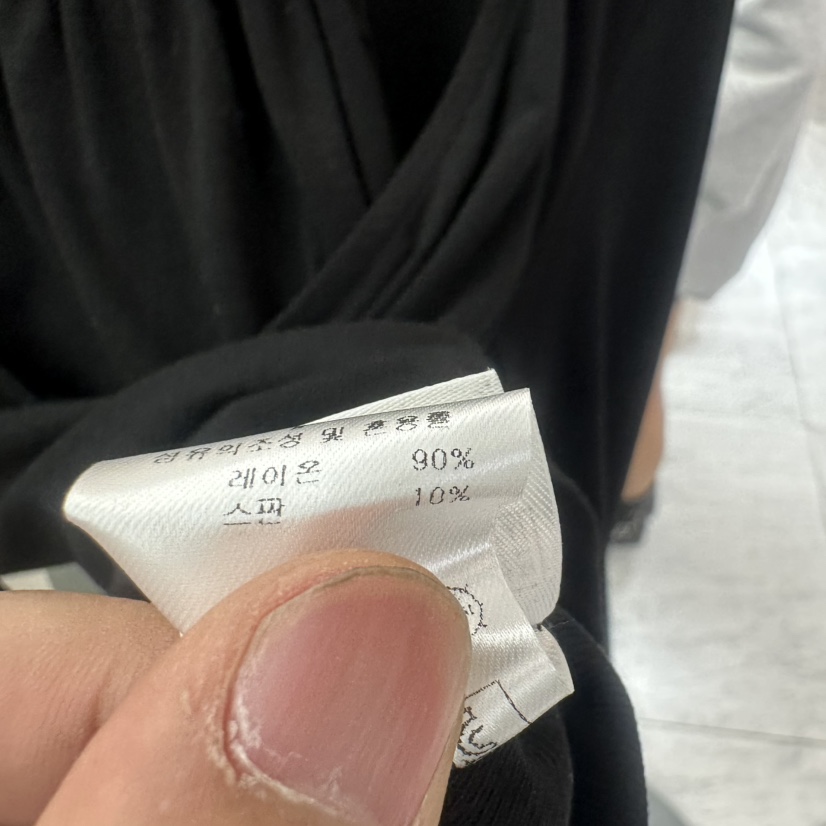 섬유의조성 및 혼용률
레이온 90%
스판 10%